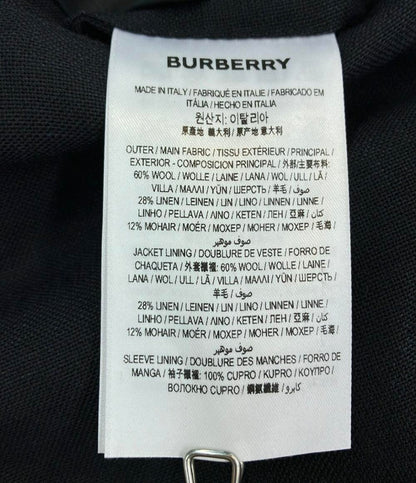 BURBERRY
MADE IN ITALY / FABRIQUÉ EN ITALIE / FABRICADO EM
ITÁLIA / HECHO EN ITALIA
원산지: 이탈리아
原產地 義大利 / 原产地 意大利
OUTER / MAIN FABRIC / TISSU EXTÉRIEUR / PRINCIPAL /
EXTERIOR - COMPOSICION PRINCIPAL / 外部/主要布料:
60% WOOL / WOLLE / LAINE / LANA / WOL / ULL / LÃ /
VILLA / ΜΑΛΛΙ / YÜN / ШЕРСТЬ / 羊毛 / صوف
28% LINEN / LEINEN / LIN / LINO / LINNEN / LINNE /
LINHO / PELLAVA / ΛΙΝΟ / KETEN / ЛЕН / 亞麻 / كتان
12% MOHAIR / MOÉR / ΜΟΧΕΡ / MOHER / MOXEP / 馬毛 /
صوف موهير
JACKET LINING / DOUBLURE DE VESTE / FORRO DE
CHAQUETA / 外套襯裡: 60% WOOL / WOLLE / LAINE /
LANA / WOL / ULL / LÃ / VILLA / ΜΑΛΛΙ / YÜN / ШЕРСТЬ
/ 羊毛 / صوف
28% LINEN / LEINEN / LIN / LINO / LINNEN / LINNE /
LINHO / PELLAVA / ΛΙΝΟ / KETEN / ЛЕН / 亞麻 / كتان
12% MOHAIR / MOÉR / ΜΟΧΕΡ / MOHER / MOXEP / 馬毛 /
صوف موهير
SLEEVE LINING / DOUBLURE DES MANCHES / FORRO DE
MANGA / 袖子襯裡: 100% CUPRO / KUPRO / ΚΟΥΠΡΟ /
ВОЛОКНО CUPRO / 銅氨纖維 / كابرو